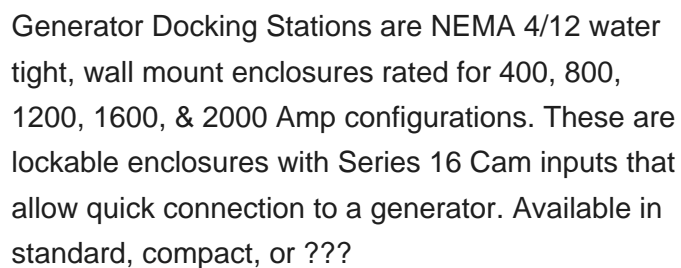 Generator Docking Stations are NEMA 4/12 water
tight, wall mount enclosures rated for 400, 800,
1200, 1600, & 2000 Amp configurations. These are
lockable enclosures with Series 16 Cam inputs that
allow quick connection to a generator. Available in
standard, compact, or ???